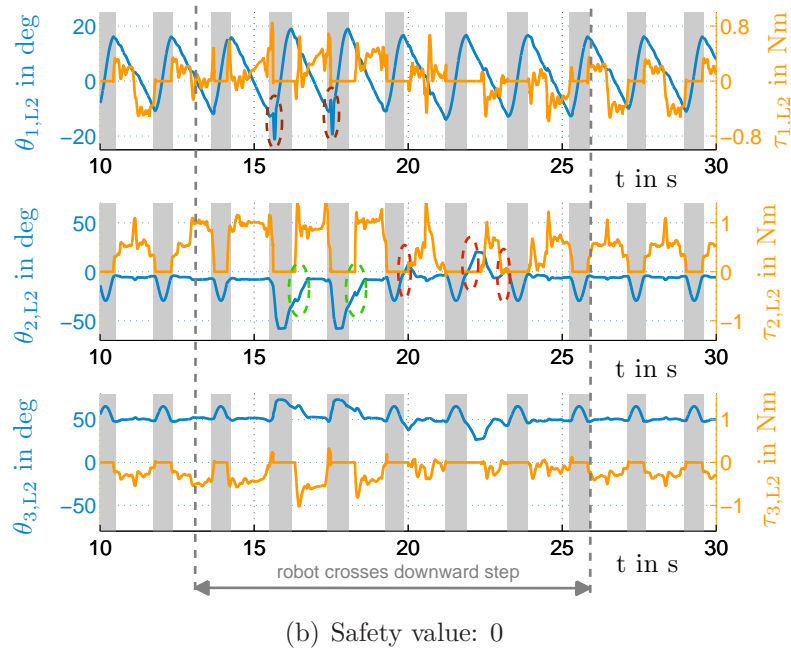 θ1,L2 in deg
20
0
−20
0.8
0
−0.8
τ1,L2 in Nm
10 15 20 25 30
t in s
θ2,L2 in deg
50
0
−50
1
0
−1
τ2,L2 in Nm
10 15 20 25 30
t in s
θ3,L2 in deg
50
0
−50
1
0
−1
τ3,L2 in Nm
10 15 20 25 30
t in s
robot crosses downward step
(b) Safety value: 0